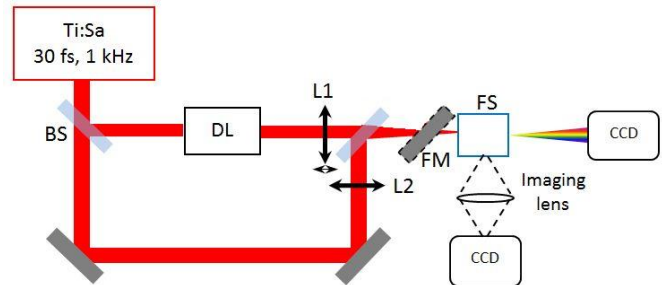 Ti:Sa
30 fs, 1 kHz
L1
FS
BS
DL
CCD
FM
L2
Imaging
lens
CCD